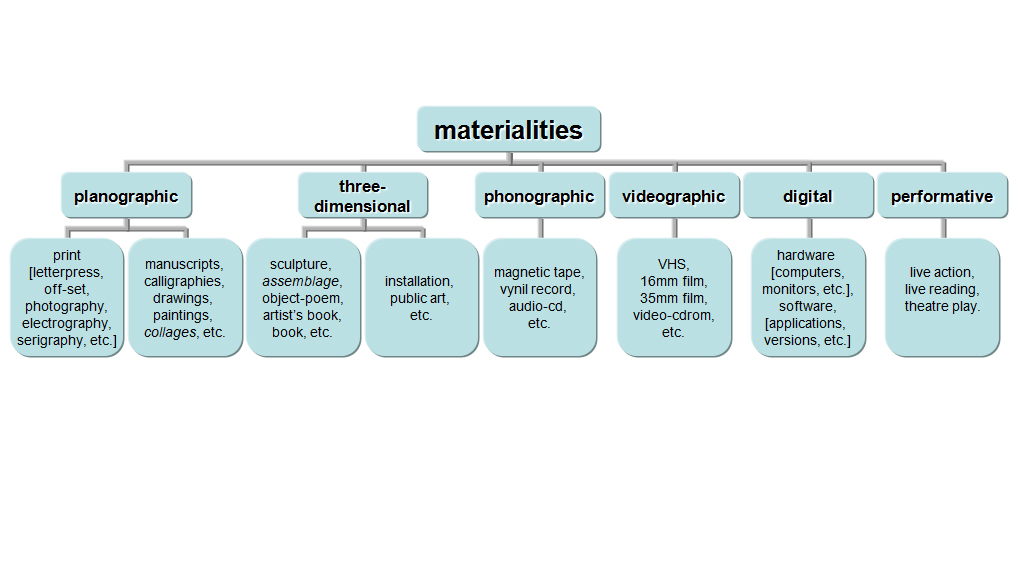 materialities
planographic
three-
dimensional
phonographic
videographic
digital
performative
print
[letterpress,
off-set,
photography,
electrography,
serigraphy, etc.]
manuscripts,
calligraphies,
drawings,
paintings,
collages, etc.
sculpture,
assemblage,
object-poem,
artist's book,
book, etc.
installation,
public art,
etc.
magnetic tape,
vynil record,
audio-cd,
etc.
VHS,
16mm film,
35mm film,
video-cdrom,
etc.
hardware
[computers,
monitors, etc.],
software,
[applications,
versions, etc.]
live action,
live reading,
theatre play.